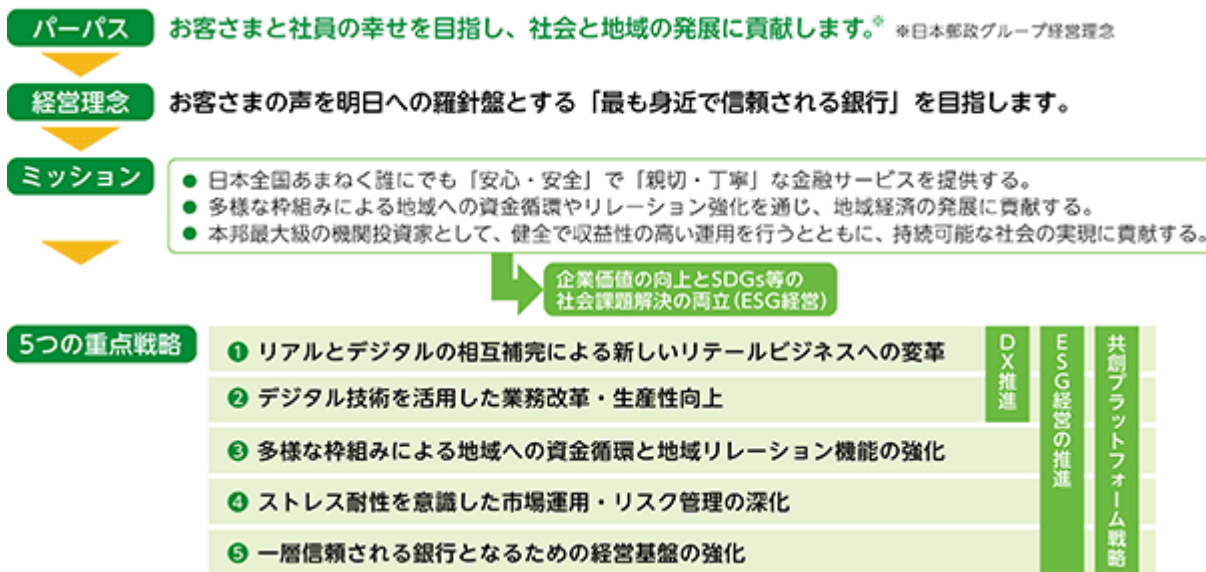 パーパス お客さまと社員の幸せを目指し、社会と地域の発展に貢献します。※ ※日本郵政グループ経営理念
経営理念 お客さまの声を明日への羅針盤とする「最も身近で信頼される銀行」を目指します。
ミッション
● 日本全国あまねく誰にでも「安心・安全」で「親切・丁寧」な金融サービスを提供する。
● 多様な枠組みによる地域への資金循環やリレーション強化を通じ、地域経済の発展に貢献する。
● 本邦最大級の機関投資家として、健全で収益性の高い運用を行うとともに、持続可能な社会の実現に貢献する。
企業価値の向上とSDGs等の
社会課題解決の両立(ESG経営)
5つの重点戦略
❶ リアルとデジタルの相互補完による新しいリテールビジネスへの変革
❷ デジタル技術を活用した業務改革・生産性向上
❸ 多様な枠組みによる地域への資金循環と地域リレーション機能の強化
❹ ストレス耐性を意識した市場運用・リスク管理の深化
❺ 一層信頼される銀行となるための経営基盤の強化
DX推進
ESG経営の推進
共創プラットフォーム戦略